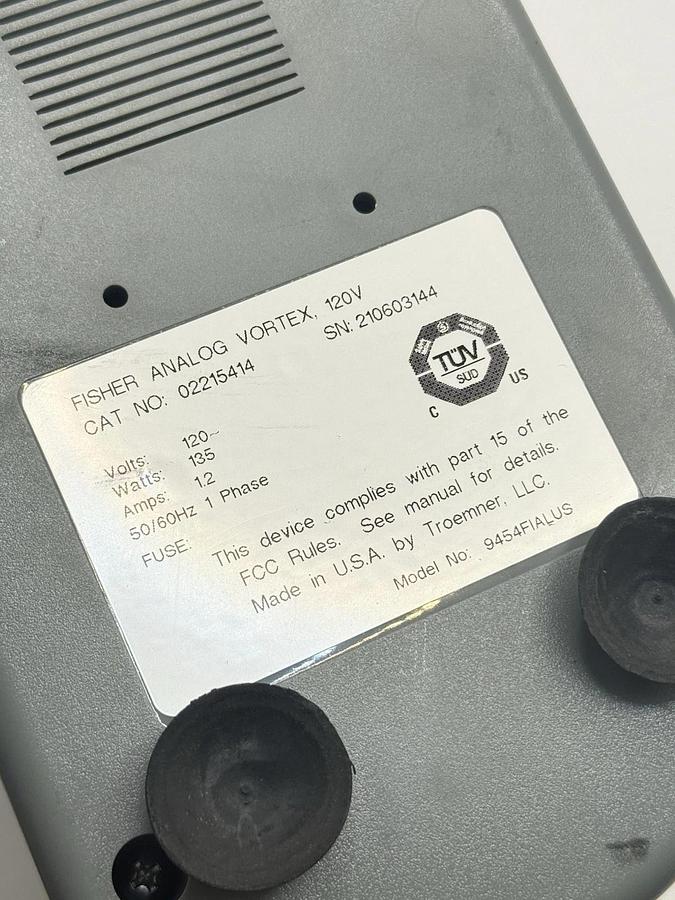 FISHER ANALOG VORTEX, 120V
CAT NO: 02215414
SN: 210603144
TÜV
SÜD
C US
Volts: 120~
Watts: 135
Amps: 1.2
50/60Hz 1 Phase
FUSE:
This device complies with part 15 of the
FCC Rules. See manual for details.
Made in U.S.A. by Troemner, LLC.
Model No: 9454FIALUS